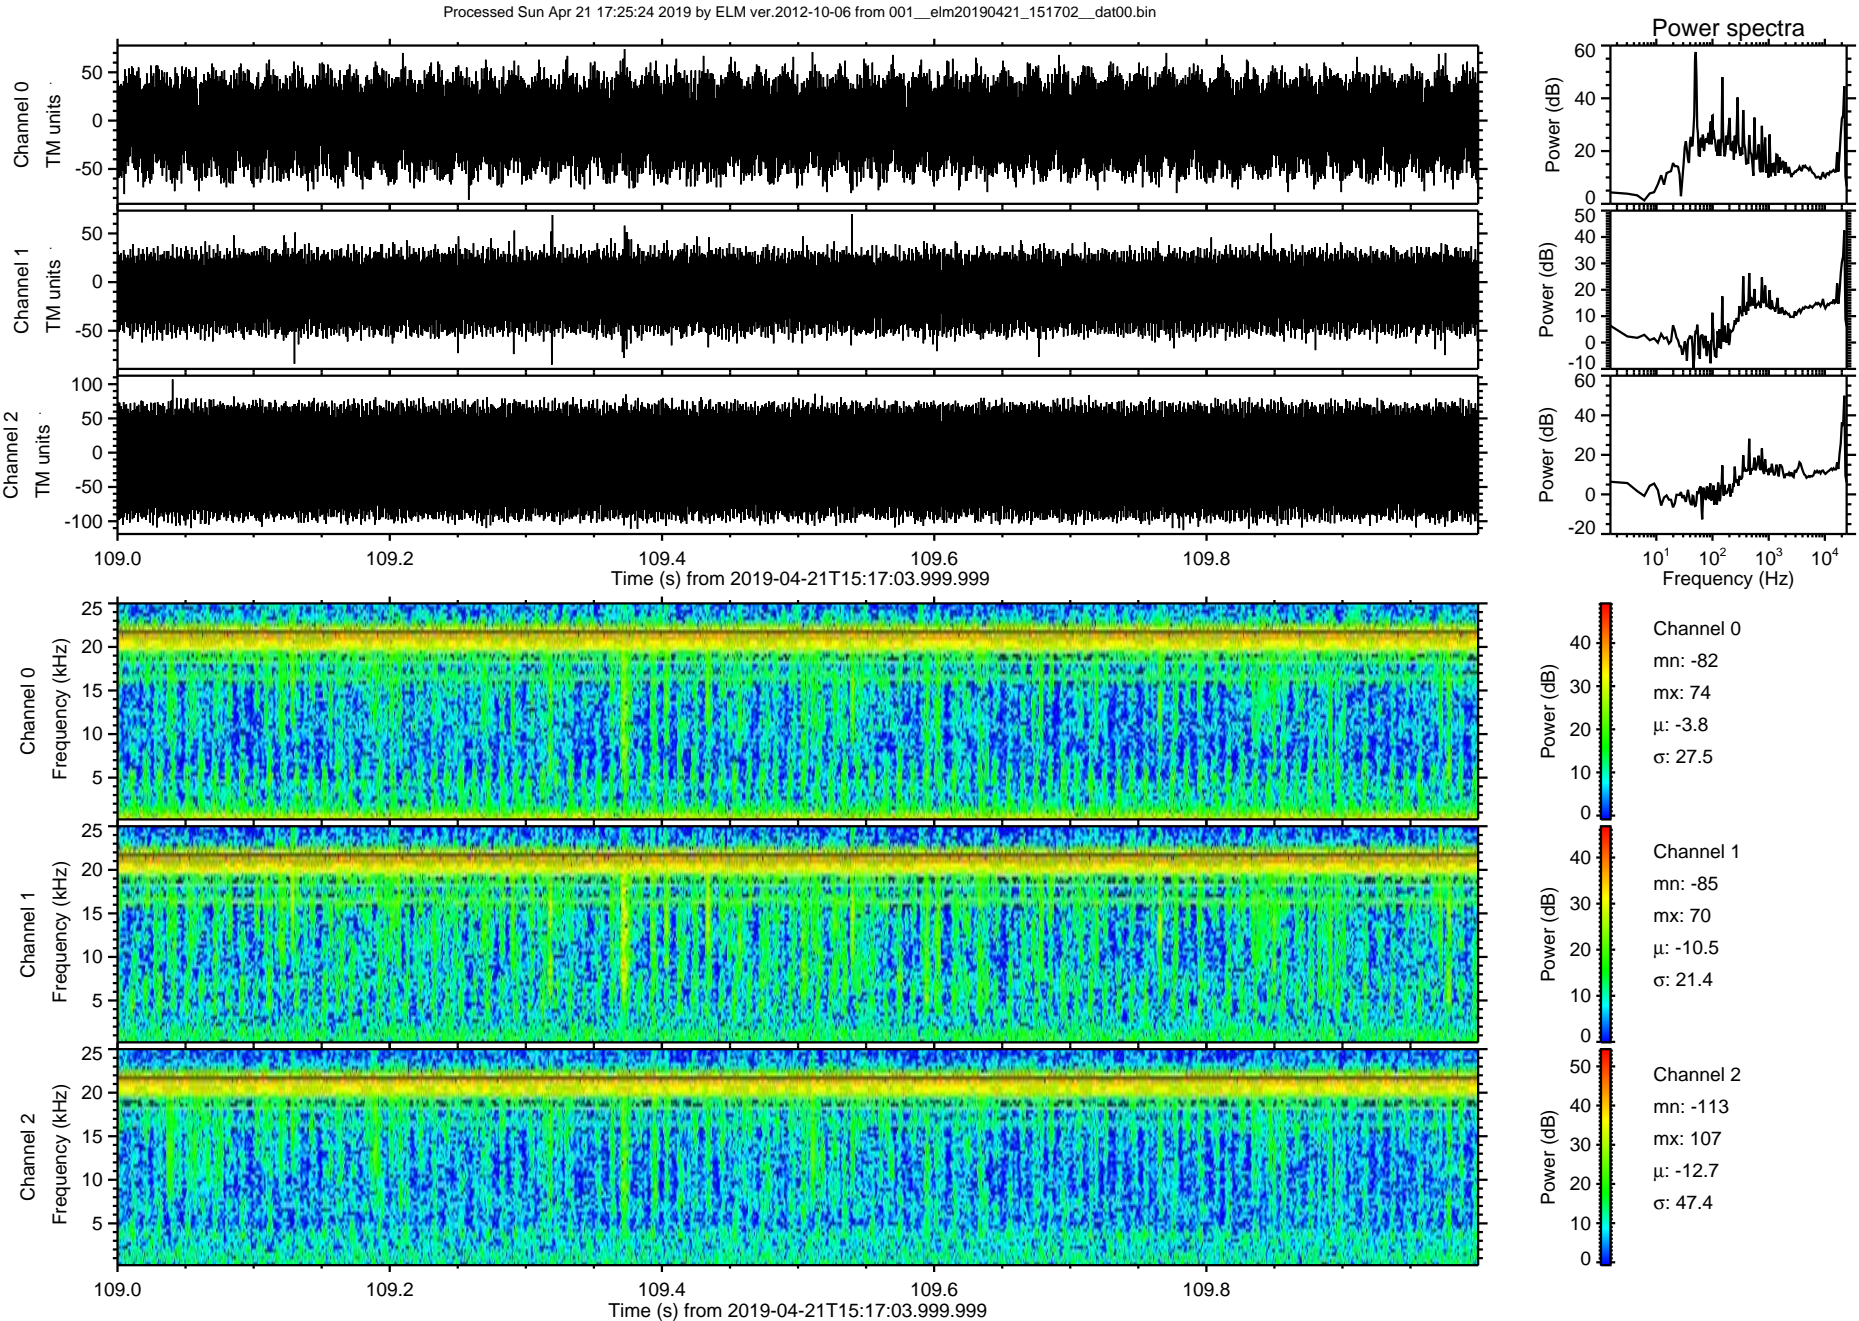 Processed Sun Apr 21 17:25:24 2019 by ELM ver.2012-10-06 from 001__elm20190421_151702__dat00.bin
Power spectra
Channel 0
TM units
50
0
-50
Power (dB)
60
40
20
0
Channel 1
TM units
50
0
-50
Power (dB)
50
40
30
20
10
0
-10
Channel 2
TM units
100
50
0
-50
-100
Power (dB)
60
40
20
0
-20
109.0 109.2 109.4 109.6 109.8
Time (s) from 2019-04-21T15:17:03.999.999
10^1 10^2 10^3 10^4
Frequency (Hz)
Channel 0
Frequency (kHz)
25
20
15
10
5
Power (dB)
40
30
20
10
0
Channel 0
mn: -82
mx: 74
μ: -3.8
σ: 27.5
Channel 1
Frequency (kHz)
25
20
15
10
5
Power (dB)
40
30
20
10
0
Channel 1
mn: -85
mx: 70
μ: -10.5
σ: 21.4
Channel 2
Frequency (kHz)
25
20
15
10
5
Power (dB)
50
40
30
20
10
0
Channel 2
mn: -113
mx: 107
μ: -12.7
σ: 47.4
109.0 109.2 109.4 109.6 109.8
Time (s) from 2019-04-21T15:17:03.999.999